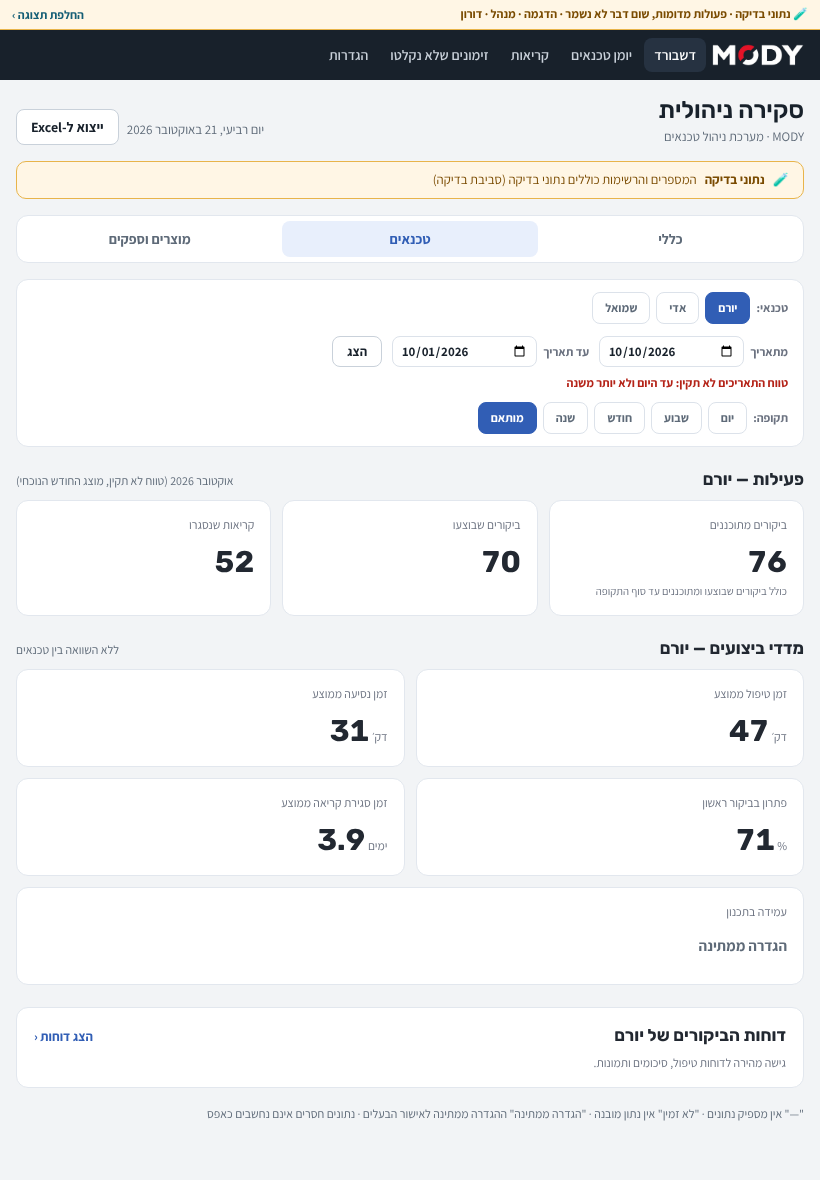 🧪 נתוני בדיקה · פעולות מדומות, שום דבר לא נשמר · הדגמה · מנהל · דורון
החלפת תצוגה ›
MODY
דשבורד
יומן טכנאים
קריאות
זימונים שלא נקלטו
הגדרות
סקירה ניהולית
MODY · מערכת ניהול טכנאים
יום רביעי, 21 באוקטובר 2026
ייצוא ל-Excel
🧪 נתוני בדיקה המספרים והרשימות כוללים נתוני בדיקה (סביבת בדיקה)
כללי
טכנאים
מוצרים וספקים
טכנאי:
יורם
אדי
שמואל
מתאריך
10/10/2026
עד תאריך
10/01/2026
הצג
טווח התאריכים לא תקין: עד היום ולא יותר משנה
תקופה:
יום
שבוע
חודש
שנה
מותאם
פעילות — יורם
אוקטובר 2026 (טווח לא תקין, מוצג החודש הנוכחי)
ביקורים מתוכננים
76
כולל ביקורים שבוצעו ומתוכננים עד סוף התקופה
ביקורים שבוצעו
70
קריאות שנסגרו
52
מדדי ביצועים — יורם
ללא השוואה בין טכנאים
זמן טיפול ממוצע
47 דק׳
זמן נסיעה ממוצע
31 דק׳
פתרון בביקור ראשון
71 %
זמן סגירת קריאה ממוצע
3.9 ימים
עמידה בתכנון
הגדרה ממתינה
דוחות הביקורים של יורם
הצג דוחות ›
גישה מהירה לדוחות טיפול, סיכומים ותמונות.
"—" אין מספיק נתונים · "לא זמין" אין נתון מובנה · "הגדרה ממתינה" ההגדרה ממתינה לאישור הבעלים · נתונים חסרים אינם נחשבים כאפס